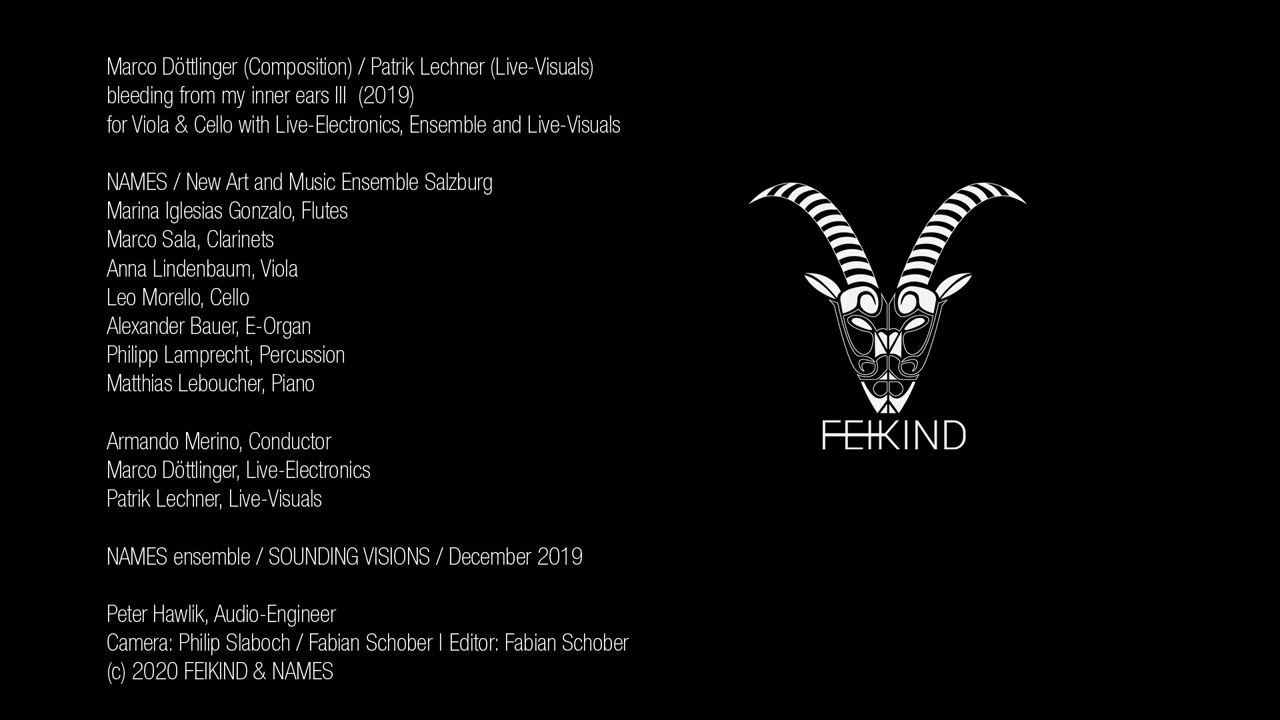 Marco Döttlinger (Composition) / Patrik Lechner (Live-Visuals)
bleeding from my inner ears III (2019)
for Viola & Cello with Live-Electronics, Ensemble and Live-Visuals
NAMES / New Art and Music Ensemble Salzburg
Marina Iglesias Gonzalo, Flutes
Marco Sala, Clarinets
Anna Lindenbaum, Viola
Leo Morello, Cello
Alexander Bauer, E-Organ
Philipp Lamprecht, Percussion
Matthias Leboucher, Piano
Armando Merino, Conductor
Marco Döttlinger, Live-Electronics
Patrik Lechner, Live-Visuals
NAMES ensemble / SOUNDING VISIONS / December 2019
Peter Hawlik, Audio-Engineer
Camera: Philip Slaboch / Fabian Schober | Editor: Fabian Schober
(c) 2020 FEIKIND & NAMES
FEIKIND